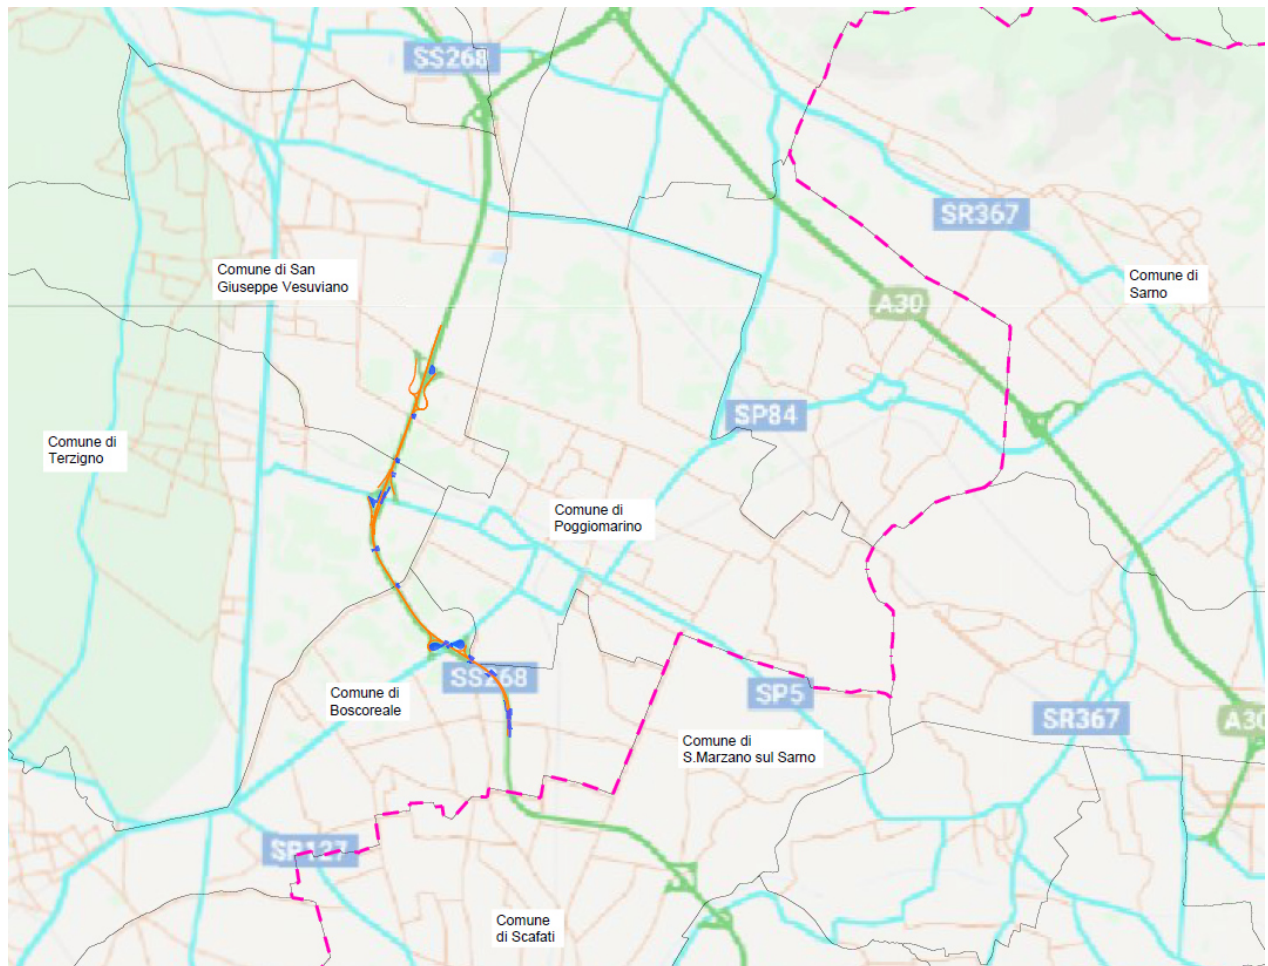 SS268
SR367
Comune di San
Giuseppe Vesuviano
Comune di
Sarno
A30
SP84
Comune di
Terzigno
Comune di
Poggiomarino
SS268
Comune di
Boscoreale
SP5
SR367
A30
Comune di
S.Marzano sul Sarno
SP127
Comune
di Scafati